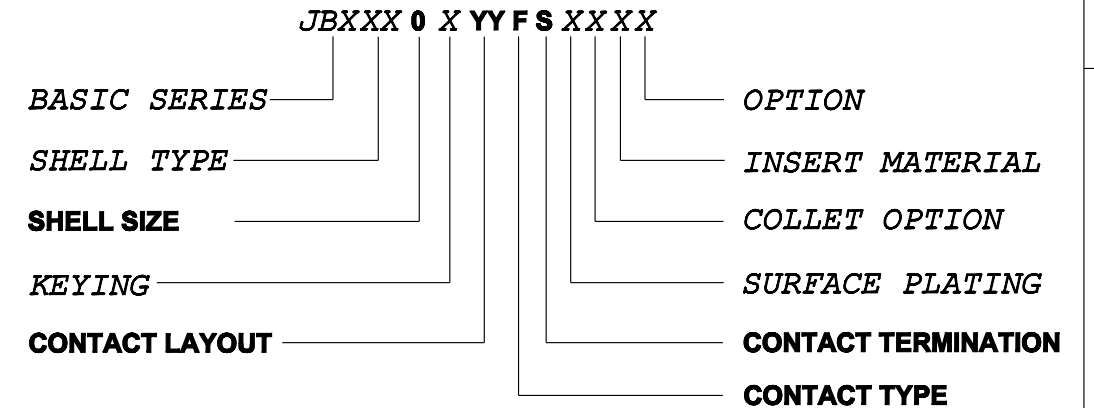 JBXXX 0 X YY F S XXXX
BASIC SERIES
OPTION
SHELL TYPE
INSERT MATERIAL
SHELL SIZE
COLLET OPTION
KEYING
SURFACE PLATING
CONTACT LAYOUT
CONTACT TERMINATION
CONTACT TYPE